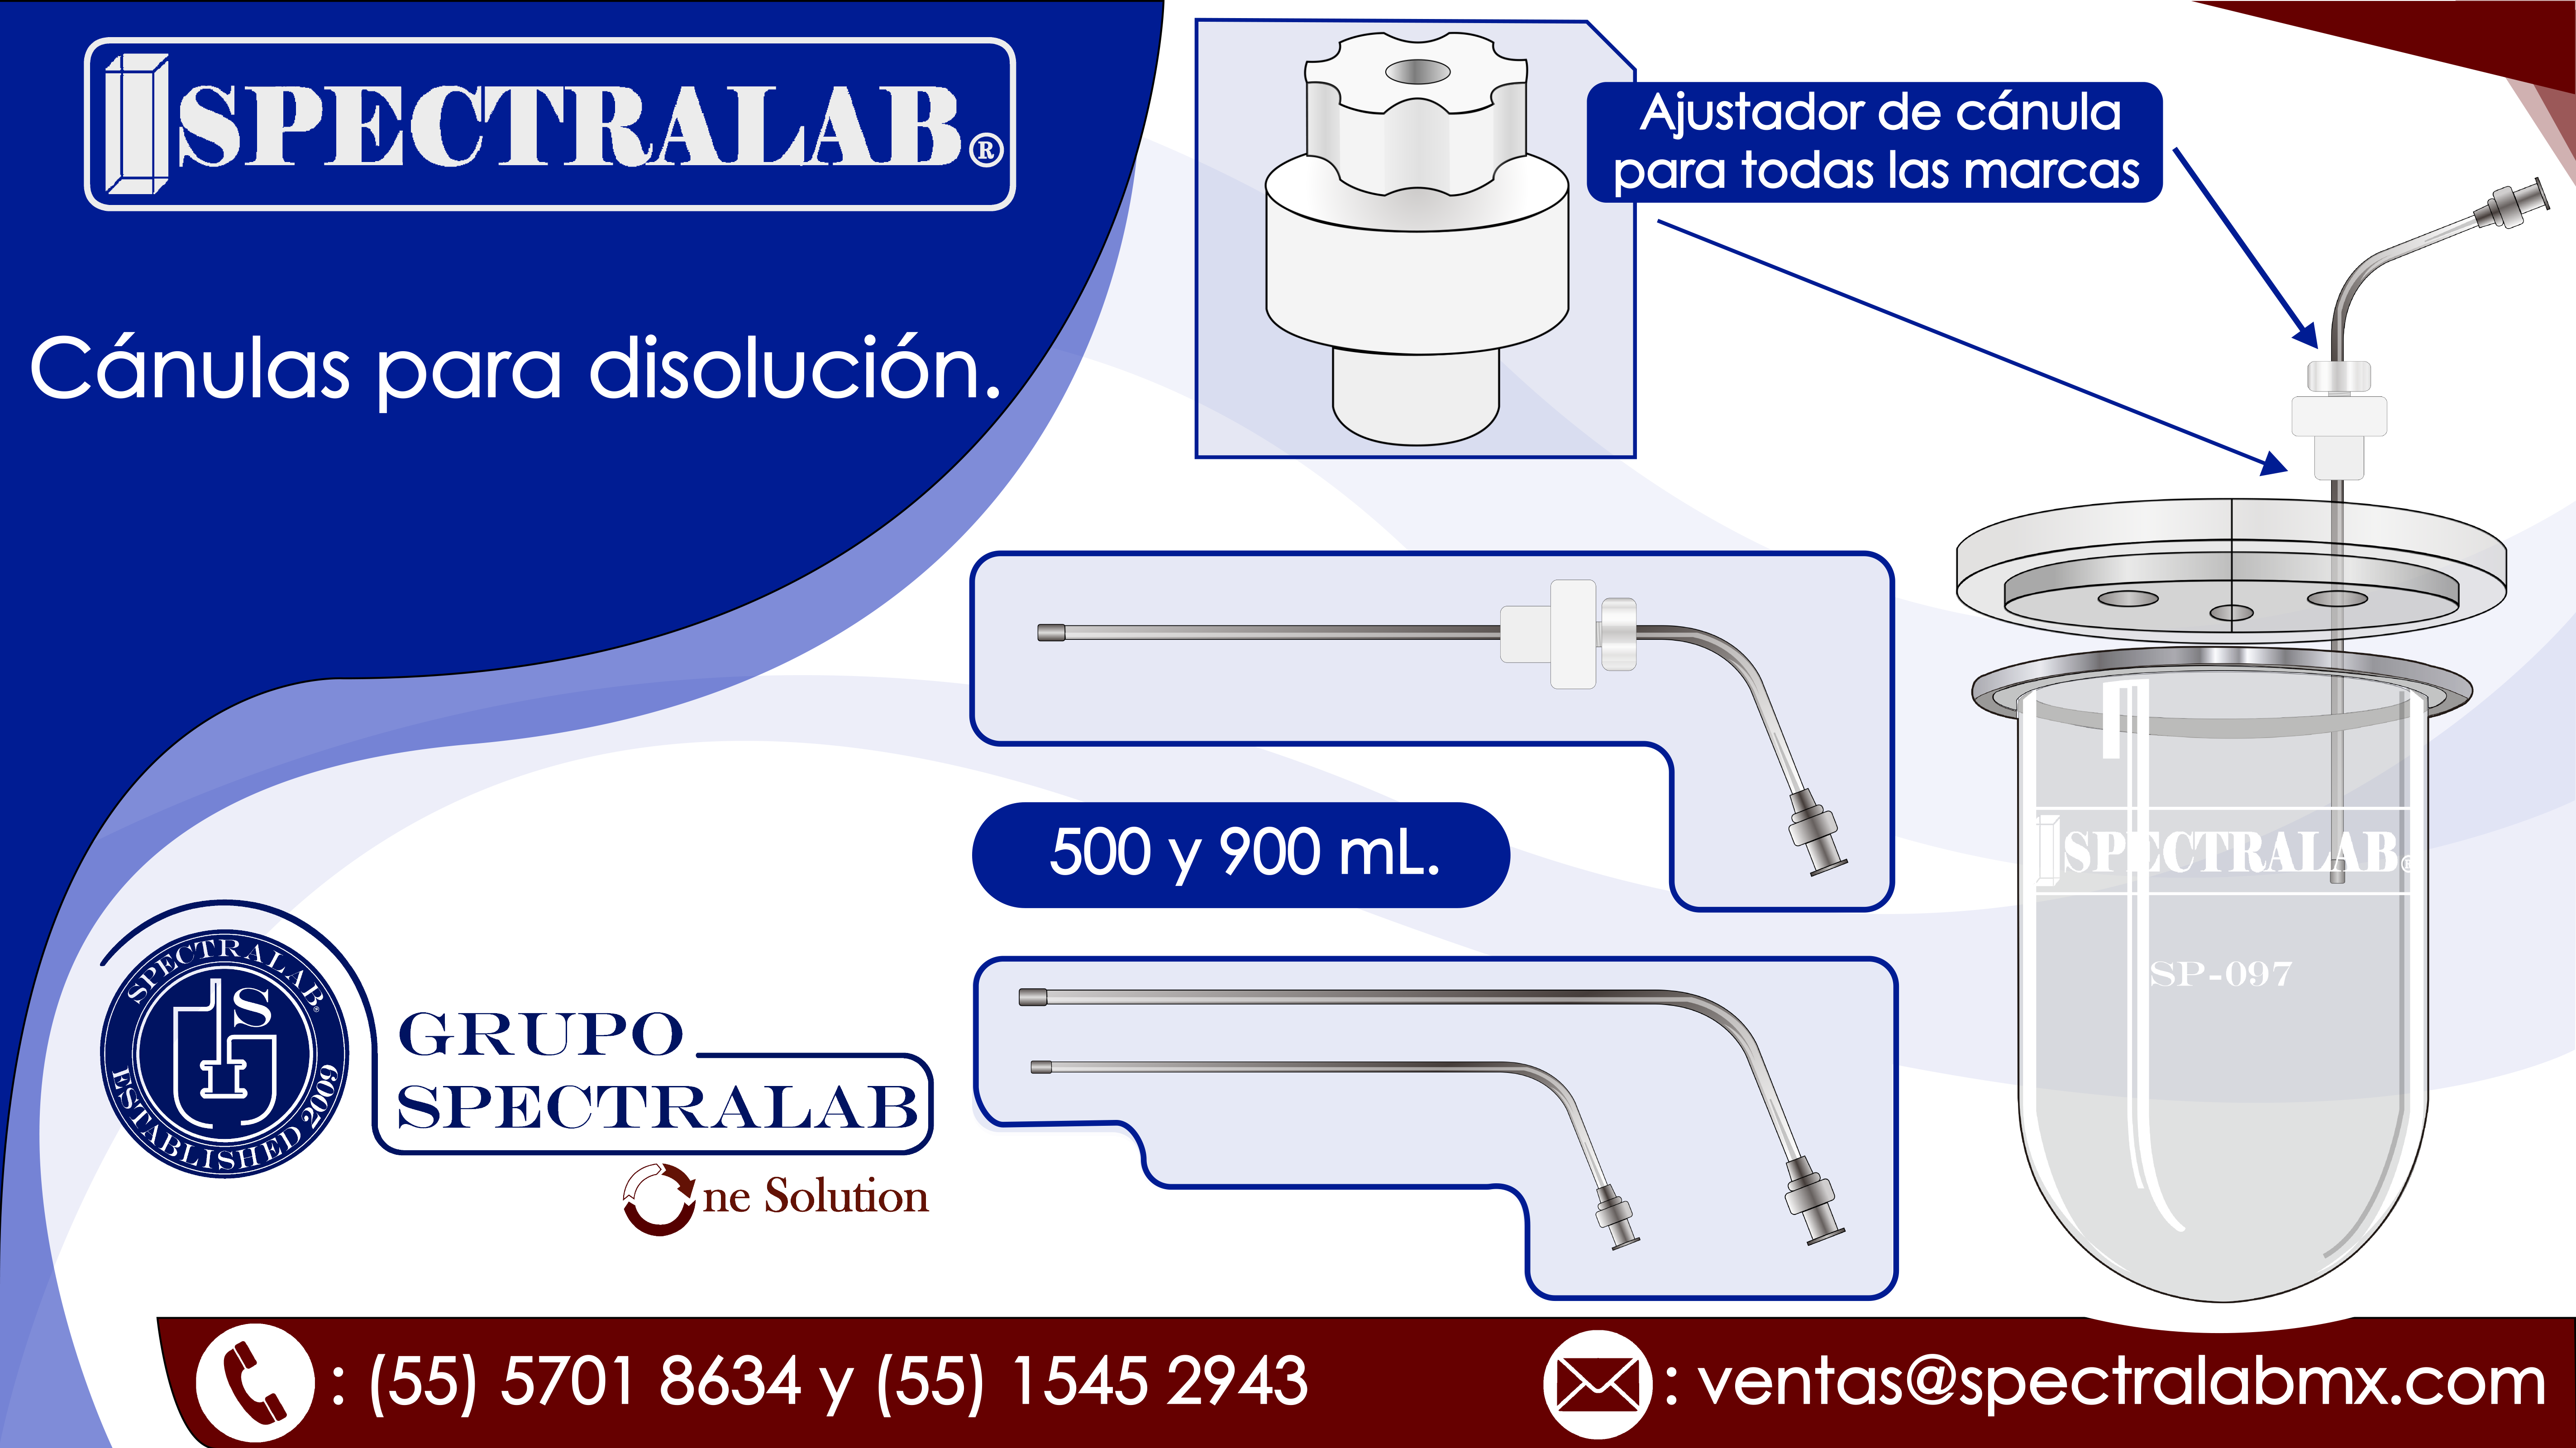 SPECTRALAB®
Cánulas para disolución.
Ajustador de cánula
para todas las marcas
500 y 900 mL.
SPECTRALAB®
SP-097
SPECTRALAB®
S
ESTABLISHED 2009
GRUPO
SPECTRALAB
One Solution
: (55) 5701 8634 y (55) 1545 2943
: ventas@spectralabmx.com